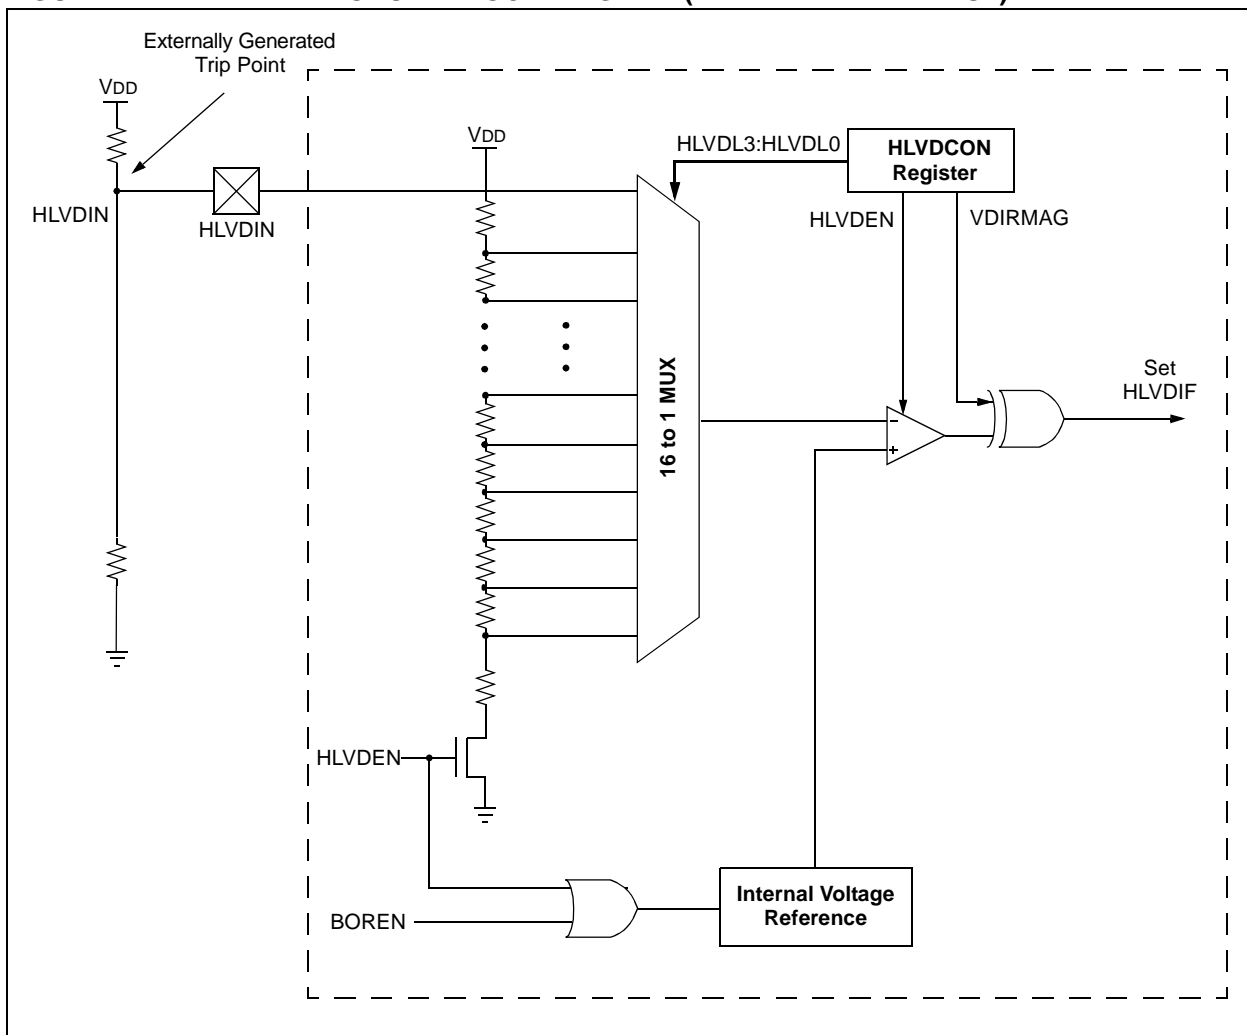 Externally Generated
Trip Point
VDD
HLVDIN
HLVDIN
VDD
HLVDL3:HLVDL0
HLVDCON
Register
HLVDEN
VDIRMAG
16 to 1 MUX
-
+
Set
HLVDIF
HLVDEN
BOREN
Internal Voltage
Reference